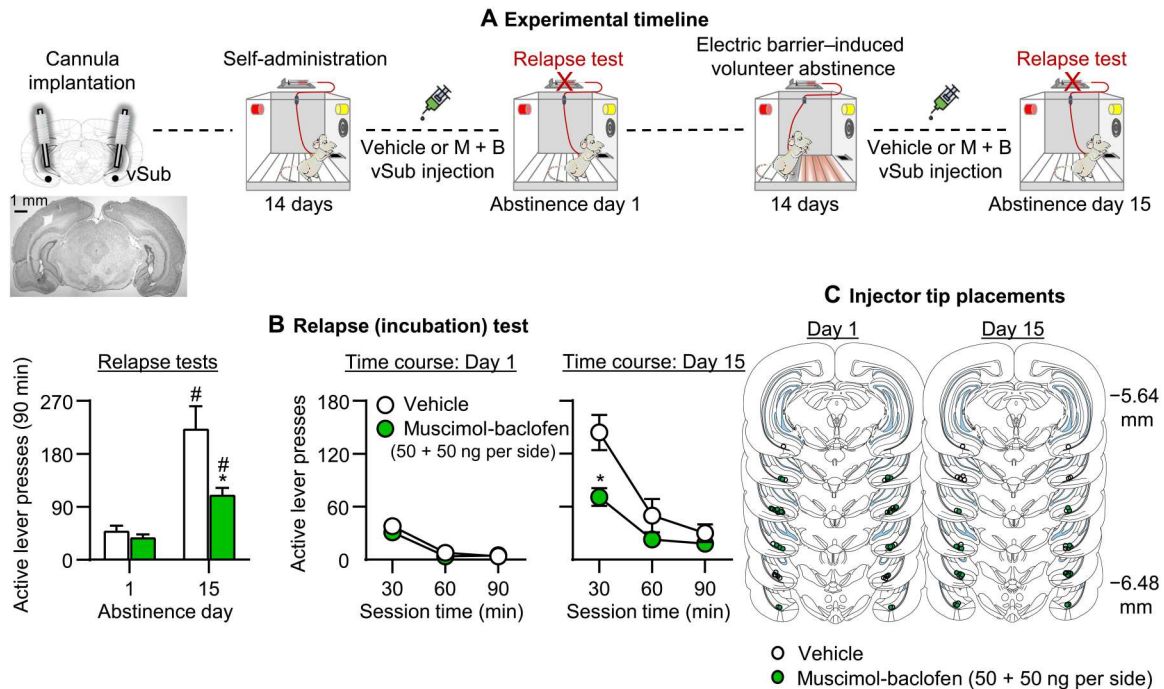 A Experimental timeline
Cannula
implantation
vSub
1 mm
Self-administration
14 days
Vehicle or M + B
vSub injection
Relapse test
X
Abstinence day 1
Electric barrier–induced
volunteer abstinence
14 days
Vehicle or M + B
vSub injection
Relapse test
X
Abstinence day 15
B Relapse (incubation) test
Relapse tests
Active lever presses (90 min)
270
180
90
0
#
#
*
1
15
Abstinence day
Time course: Day 1
Active lever presses
180
120
60
0
Vehicle
Muscimol-baclofen
(50 + 50 ng per side)
30
60
90
Session time (min)
Time course: Day 15
*
30
60
90
Session time (min)
C Injector tip placements
Day 1
Day 15
−5.64
mm
−6.48
mm
Vehicle
Muscimol-baclofen (50 + 50 ng per side)